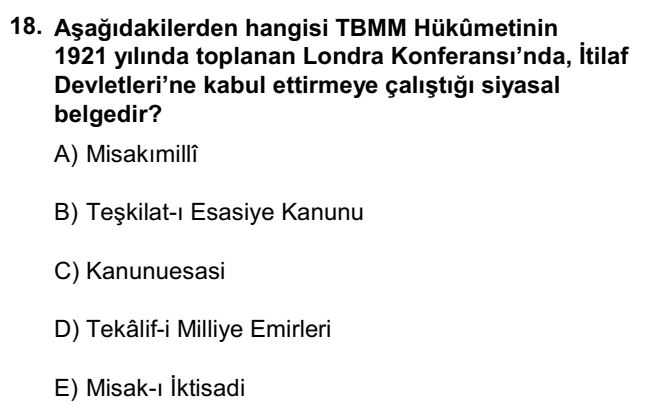 18. Aşağıdakilerden hangisi TBMM Hükûmetinin
1921 yılında toplanan Londra Konferansı’nda, İtilaf
Devletleri’ne kabul ettirmeye çalıştığı siyasal
belgedir?
A) Misakımillî
B) Teşkilat-ı Esasiye Kanunu
C) Kanunuesasi
D) Tekâlif-i Milliye Emirleri
E) Misak-ı İktisadi